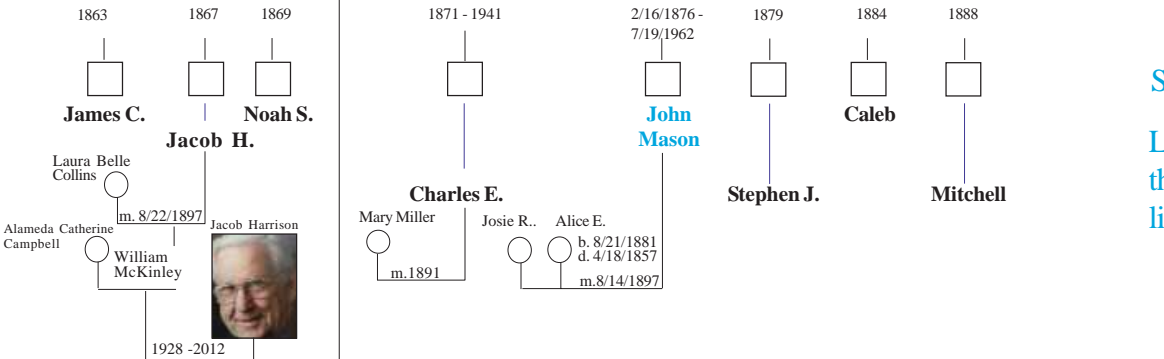 1863
1867
1869
1871 - 1941
2/16/1876 -
7/19/1962
1879
1884
1888
James C.
Noah S.
Jacob H.
John
Mason
Caleb
Charles E.
Stephen J.
Mitchell
Laura Belle
Collins
m. 8/22/1897
Alameda Catherine
Campbell
William
McKinley
Jacob Harrison
1928 -2012
Mary Miller
m.1891
Josie R..
Alice E.
b. 8/21/1881
d. 4/18/1857
m.8/14/1897